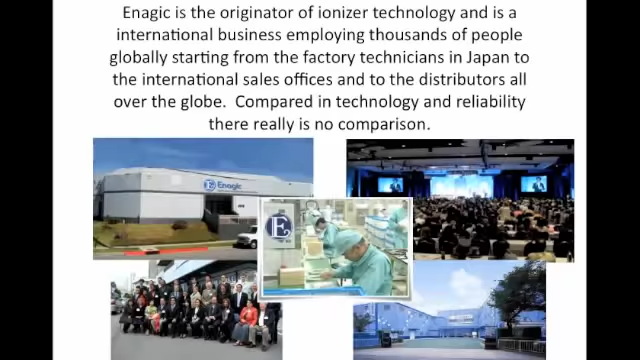 Enagic is the originator of ionizer technology and is a
international business employing thousands of people
globally starting from the factory technicians in Japan to
the international sales offices and to the distributors all
over the globe.  Compared in technology and reliability
there really is no comparison.
E Enagic
E